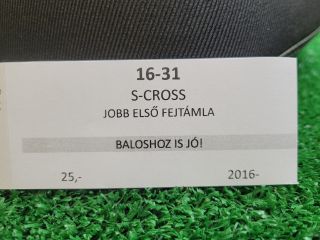 16-31
S-CROSS
JOBB ELSŐ FEJTÁMLA
BALOSHOZ IS JÓ!
25,- 2016-